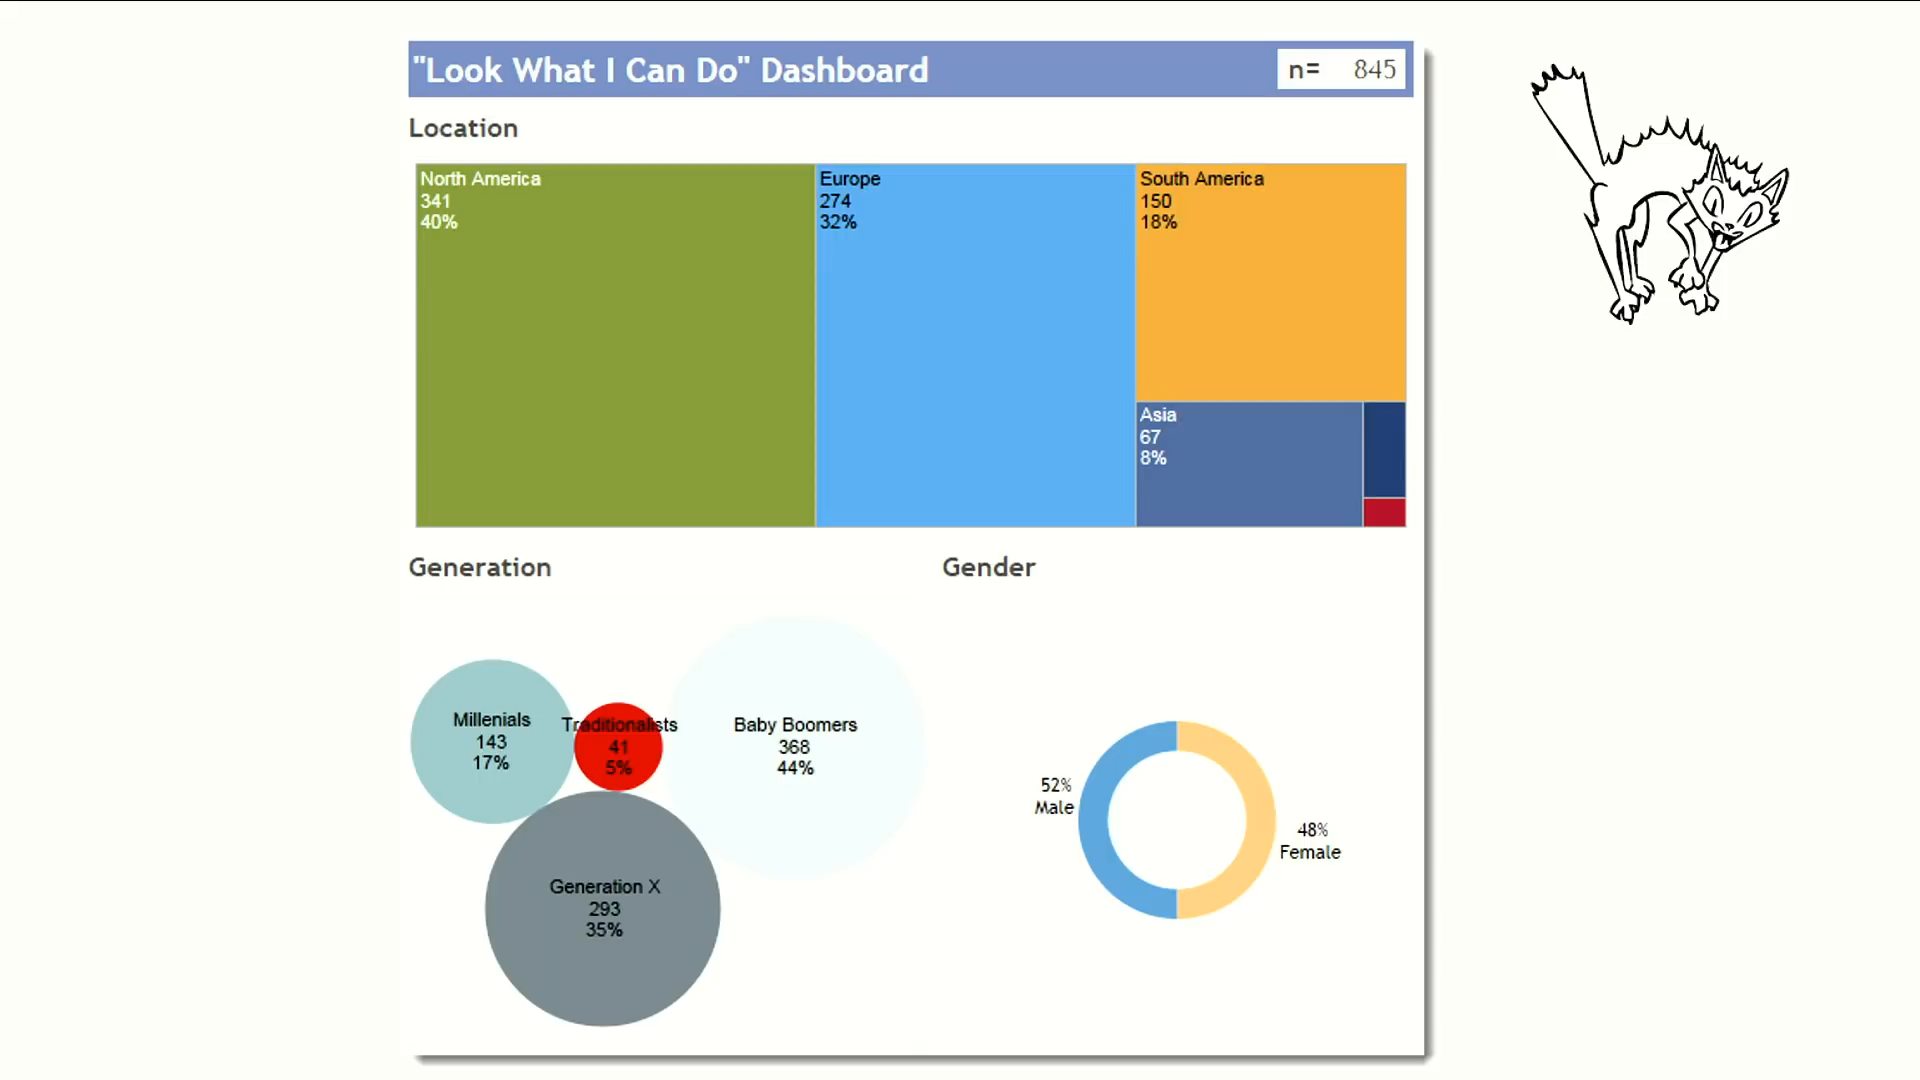 "Look What I Can Do" Dashboard
n= 845
Location
North America
341
40%
Europe
274
32%
South America
150
18%
Asia
67
8%
Generation
Millenials
143
17%
Traditionalists
41
5%
Baby Boomers
368
44%
Generation X
293
35%
Gender
52%
Male
48%
Female